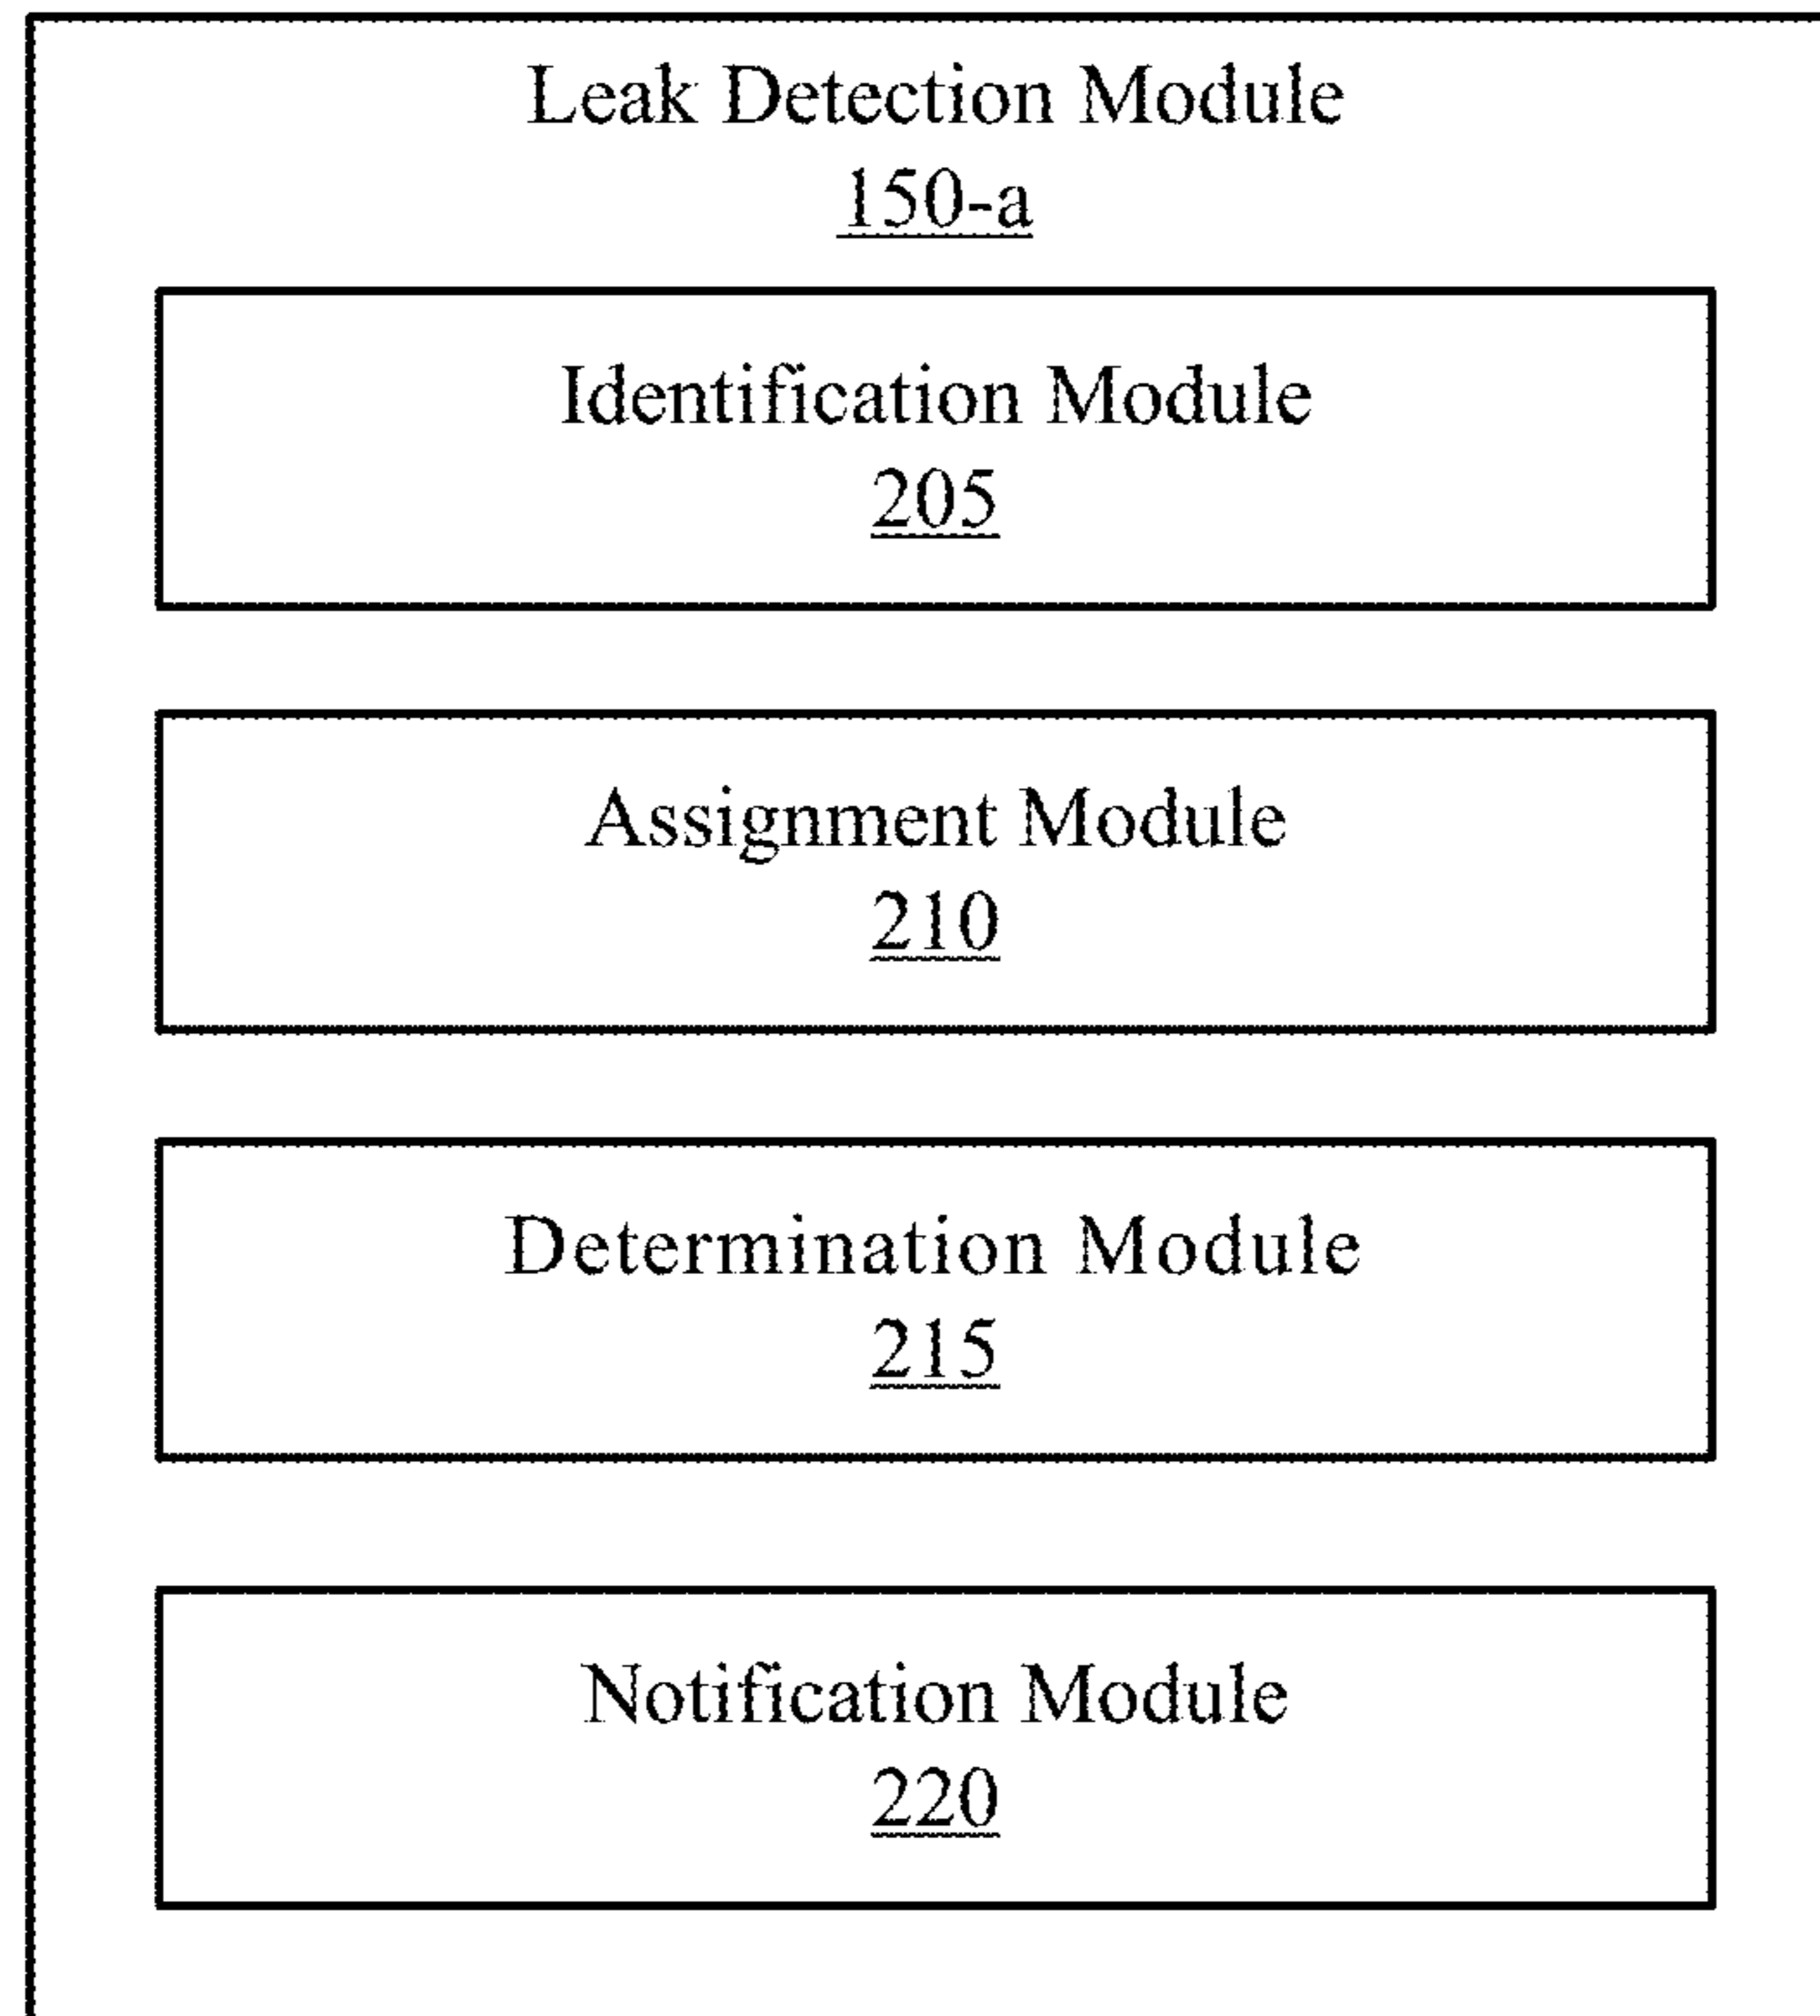 Leak Detection Module
150-a
Identification Module
205
Assignment Module
210
Determination Module
215
Notification Module
220